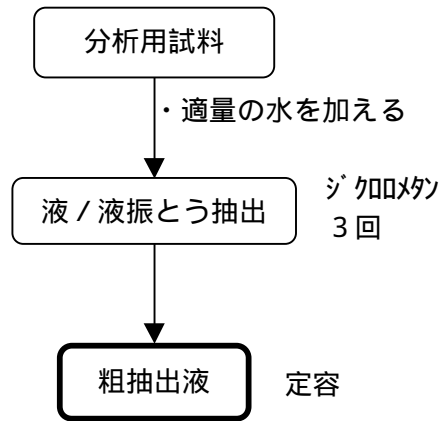 分析用試料
・適量の水を加える
液/液振とう抽出
ｼﾞｸﾛﾛﾒﾀﾝ
3回
粗抽出液
定容